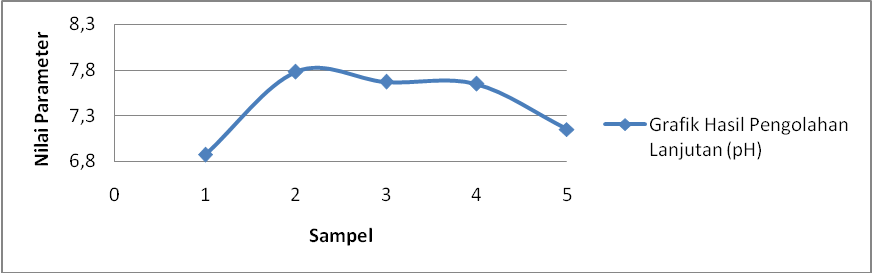 Nilai Parameter
8,3
7,8
7,3
6,8
0 1 2 3 4 5
Sampel
Grafik Hasil Pengolahan
Lanjutan (pH)